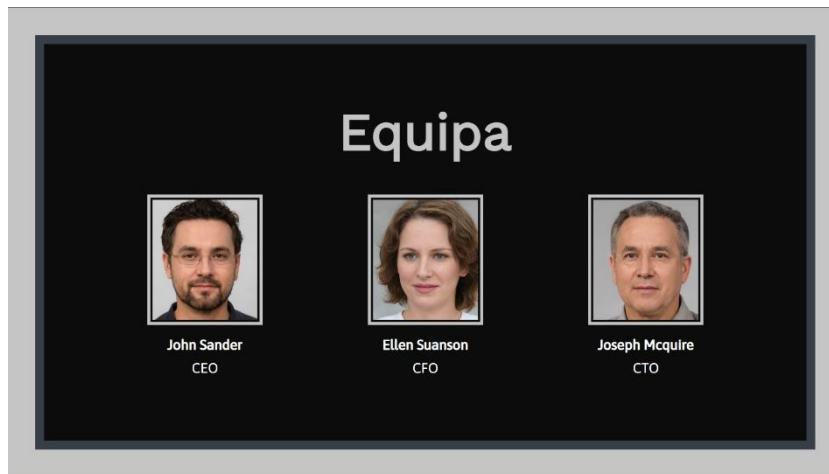 Equipa
John Sander
CEO
Ellen Suanson
CFO
Joseph Mcquire
CTO